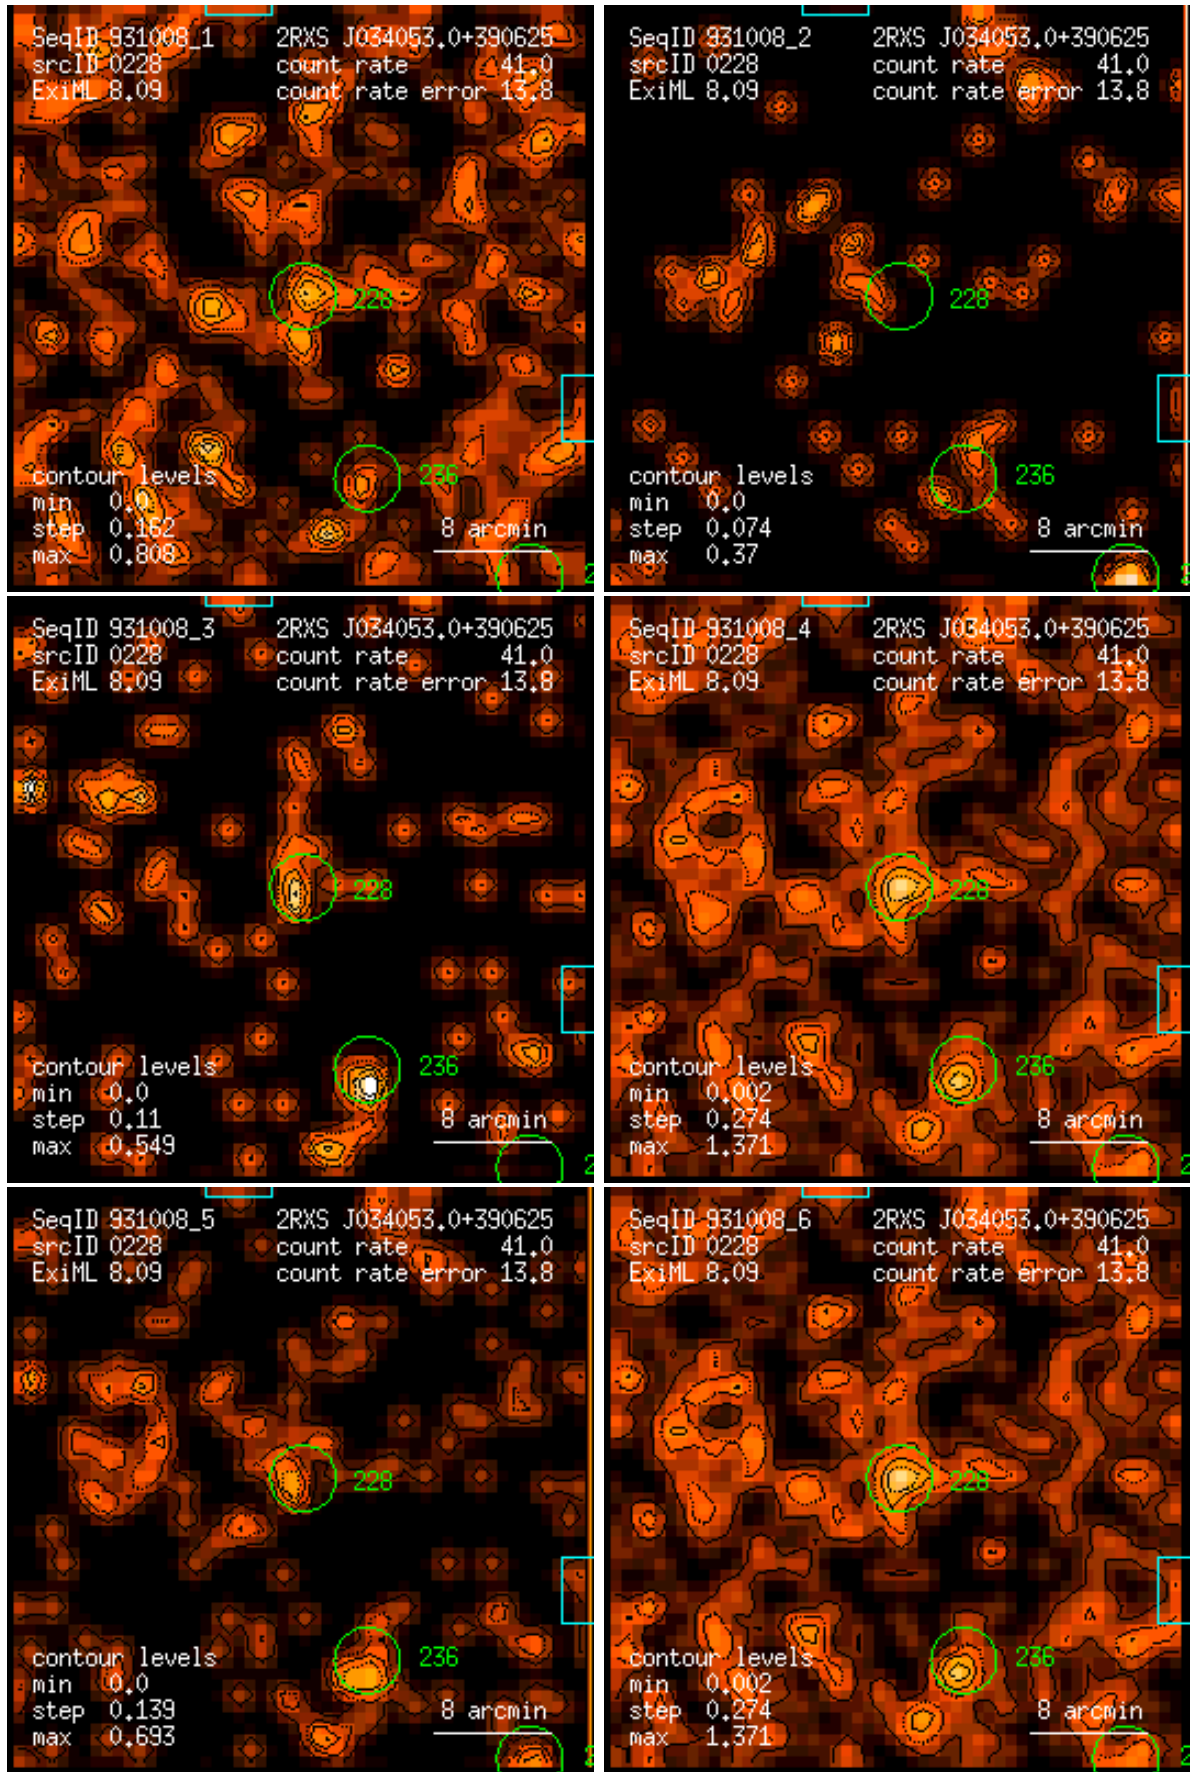 SeqID 931008_1 2RXS J034053.0+390625
srcID 0228 count rate 41.0
ExiML 8.09 count rate error 13.8
228
236
contour levels
min 0.0
step 0.162 8 arcmin
max 0.808
2
SeqID 931008_2 2RXS J034053.0+390625
srcID 0228 count rate 41.0
ExiML 8.09 count rate error 13.8
228
236
contour levels
min 0.0
step 0.074 8 arcmin
max 0.37
SeqID 931008_3 2RXS J034053.0+390625
srcID 0228 count rate 41.0
ExiML 8.09 count rate error 13.8
228
236
contour levels
min 0.0
step 0.11 8 arcmin
max 0.549
2
SeqID 931008_4 2RXS J034053.0+390625
srcID 0228 count rate 41.0
ExiML 8.09 count rate error 13.8
228
236
contour levels
min 0.002
step 0.274 8 arcmin
max 1.371
SeqID 931008_5 2RXS J034053.0+390625
srcID 0228 count rate 41.0
ExiML 8.09 count rate error 13.8
228
236
contour levels
min 0.0
step 0.139 8 arcmin
max 0.693
2
SeqID 931008_6 2RXS J034053.0+390625
srcID 0228 count rate 41.0
ExiML 8.09 count rate error 13.8
228
236
contour levels
min 0.002
step 0.274 8 arcmin
max 1.371